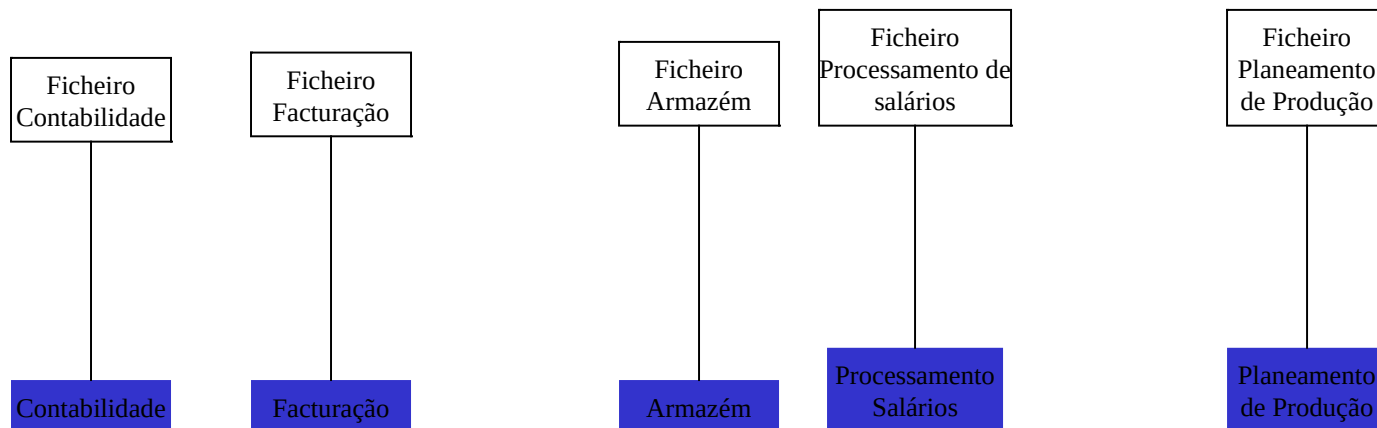 Ficheiro
Contabilidade
Ficheiro
Facturação
Ficheiro
Armazém
Ficheiro
Processamento de
salários
Ficheiro
Planeamento
de Produção
Contabilidade
Facturação
Armazém
Processamento
Salários
Planeamento
de Produção